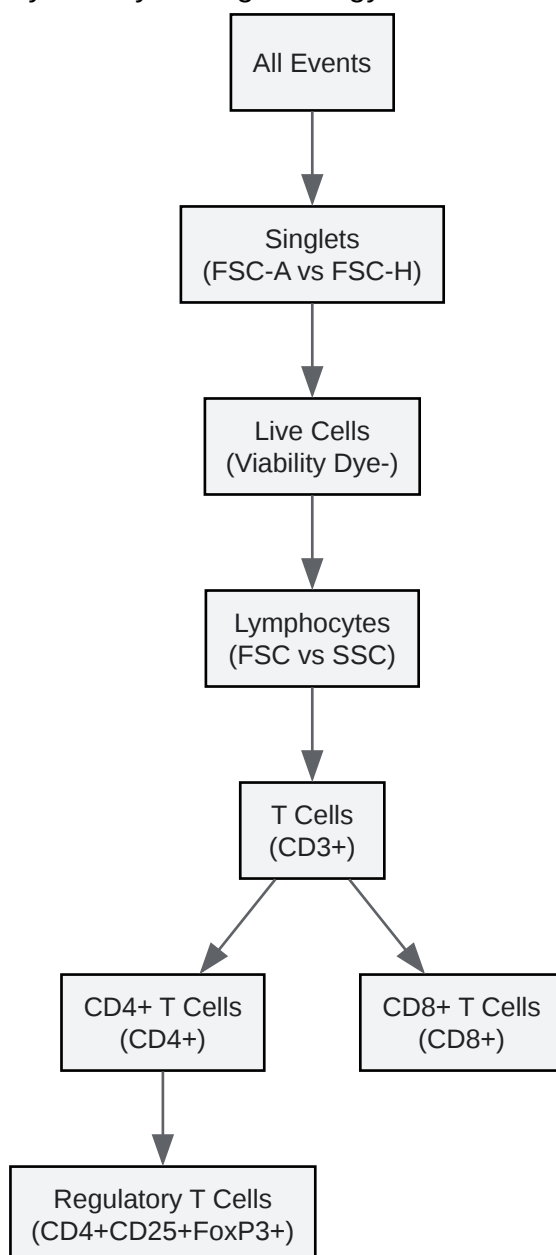 All Events
Singlets
(FSC-A vs FSC-H)
Live Cells
(Viability Dye-)
Lymphocytes
(FSC vs SSC)
T Cells
(CD3+)
CD4+ T Cells
(CD4+)
CD8+ T Cells
(CD8+)
Regulatory T Cells
(CD4+CD25+FoxP3+)